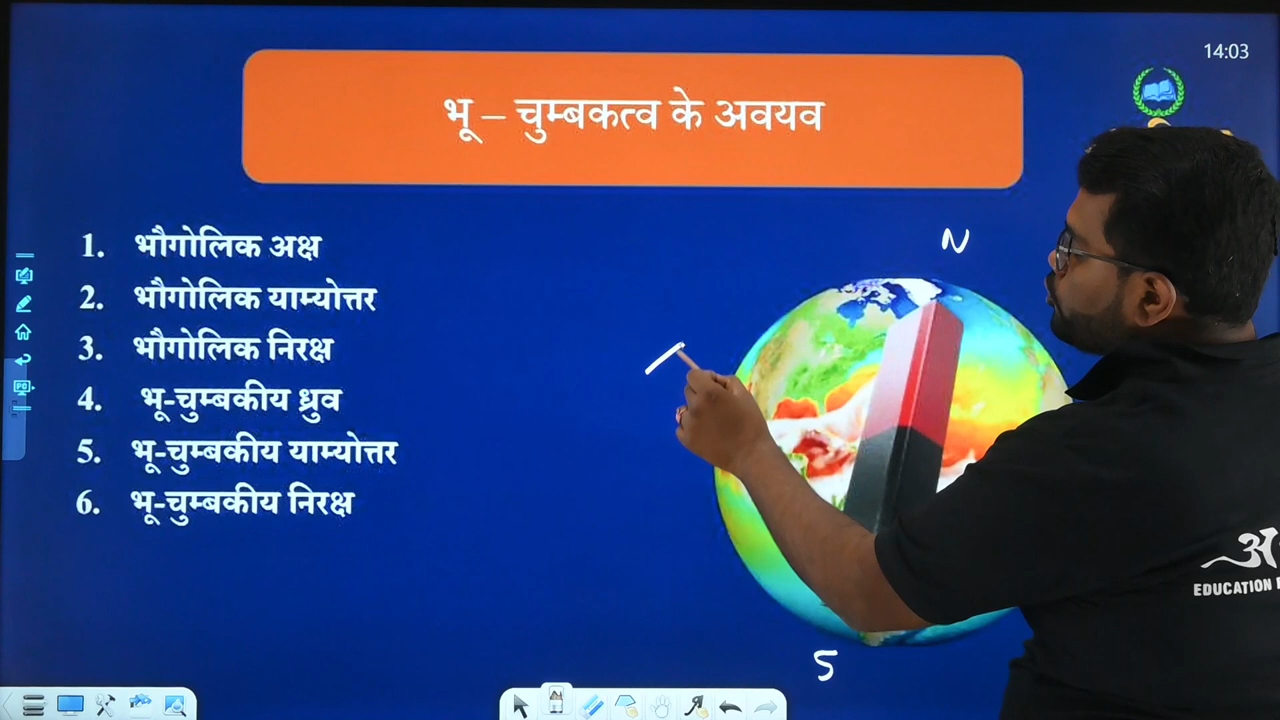 14:03
भू – चुम्बकत्व के अवयव
1. भौगोलिक अक्ष
2. भौगोलिक याम्योत्तर
3. भौगोलिक निरक्ष
4. भू-चुम्बकीय ध्रुव
5. भू-चुम्बकीय याम्योत्तर
6. भू-चुम्बकीय निरक्ष
N
S
EDUCATION